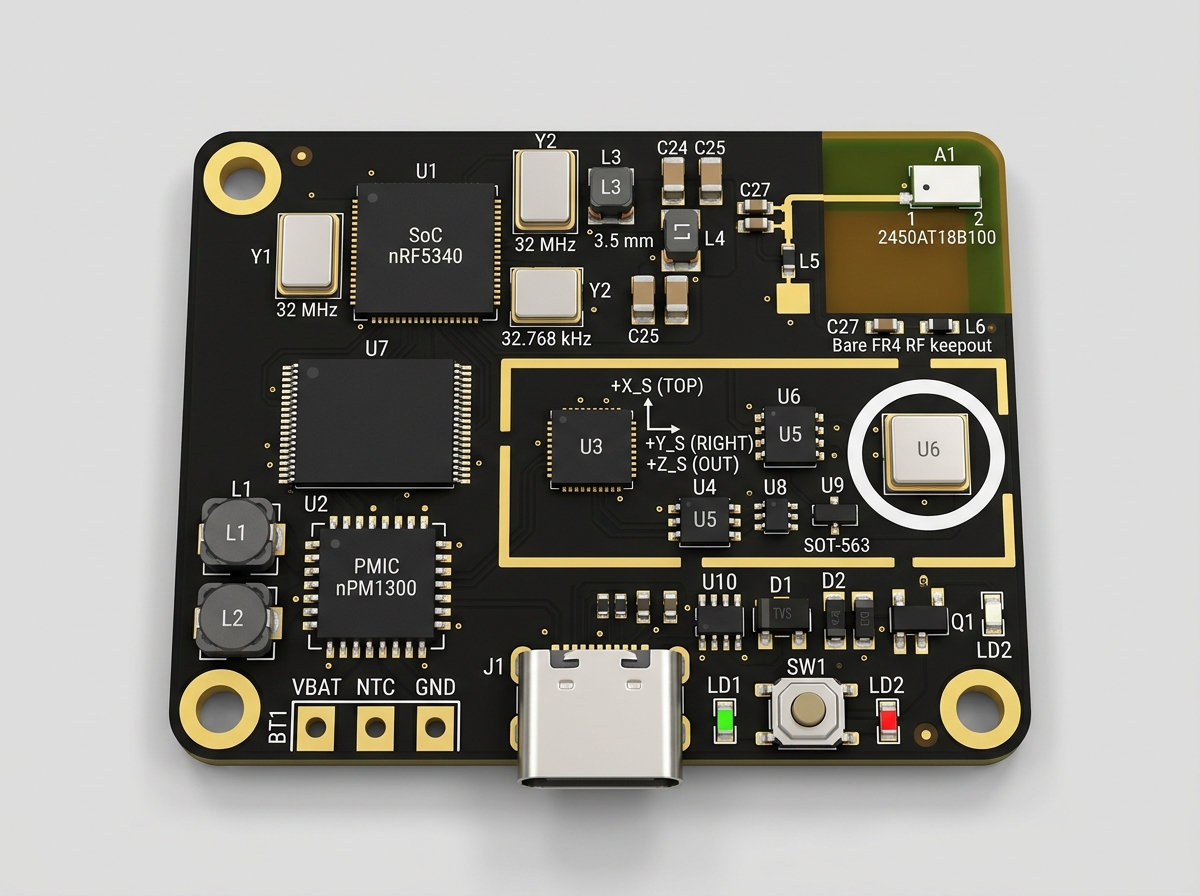 Y2
C24 C25
A1
U1
L3
L3
C27
SoC
nRF5340
1
2
2450AT18B100
Y1
32 MHz
3.5 mm
L4
L5
Y2
32 MHz
32.768 kHz
C25
C27
L6
Bare FR4 RF keepout
U7
+X_S (TOP)
U6
U3
+Y_S (RIGHT)
+Z_S (OUT)
U5
U6
L1
U2
U4
U8
U9
L1
U5
SOT-563
PMIC
nPM1300
U10
D1
D2
L2
TVS
Q1
LD2
J1
SW1
VBAT NTC GND
LD1
LD2
BT1